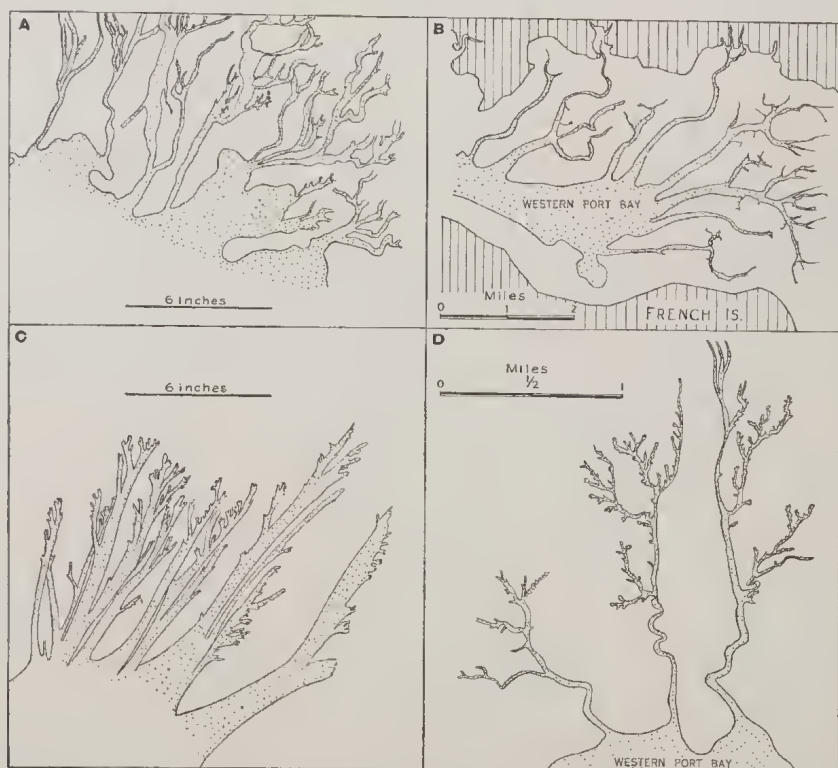 A
6 inches
B
WESTERN PORT BAY
Miles
0 1 2
FRENCH IS.
C
6 inches
D
Miles
0 ½ 1
WESTERN PORT BAY